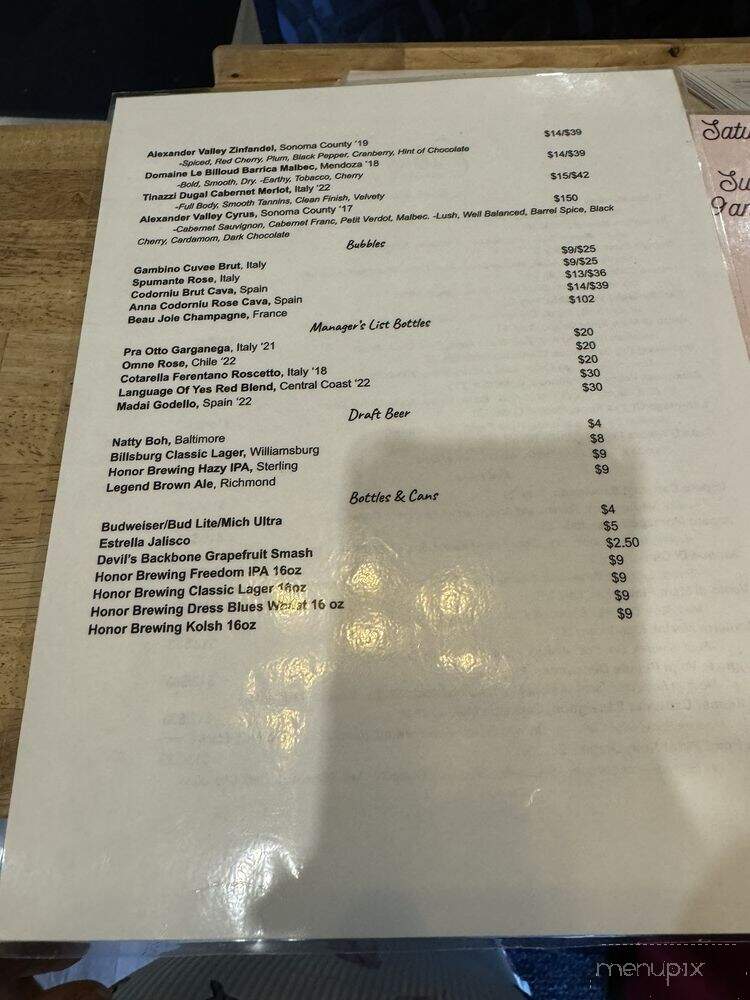 Alexander Valley Zinfandel, Sonoma County '19 $14/$39
-Spiced, Red Cherry, Plum, Black Pepper, Cranberry, Hint of Chocolate
Domaine Le Billoud Barrica Malbec, Mendoza '18 $14/$39
-Bold, Smooth, Dry. -Earthy, Tobacco, Cherry
Tinazzi Dugal Cabernet Merlot, Italy '22 $15/$42
-Full Body, Smooth Tannins, Clean Finish, Velvety
Alexander Valley Cyrus, Sonoma County '17 $150
-Cabernet Sauvignon, Cabernet Franc, Petit Verdot, Malbec. -Lush, Well Balanced, Barrel Spice, Black
Cherry, Cardamom, Dark Chocolate
Bubbles
Gambino Cuvee Brut, Italy $9/$25
Spumante Rose, Italy $9/$25
Codorniu Brut Cava, Spain $13/$36
Anna Codorniu Rose Cava, Spain $14/$39
Beau Joie Champagne, France $102
Manager's List Bottles
Pra Otto Garganega, Italy '21 $20
Omne Rose, Chile '22 $20
Cotarella Ferentano Roscetto, Italy '18 $20
Language Of Yes Red Blend, Central Coast '22 $30
Madai Godello, Spain '22 $30
Draft Beer
Natty Boh, Baltimore $4
Billsburg Classic Lager, Williamsburg $8
Honor Brewing Hazy IPA, Sterling $9
Legend Brown Ale, Richmond $9
Bottles & Cans
Budweiser/Bud Lite/Mich Ultra $4
Estrella Jalisco $5
Devil's Backbone Grapefruit Smash $2.50
Honor Brewing Freedom IPA 16oz $9
Honor Brewing Classic Lager 16oz $9
Honor Brewing Dress Blues Wheat 16 oz $9
Honor Brewing Kolsh 16oz $9
Satu
Su
9am
menupix